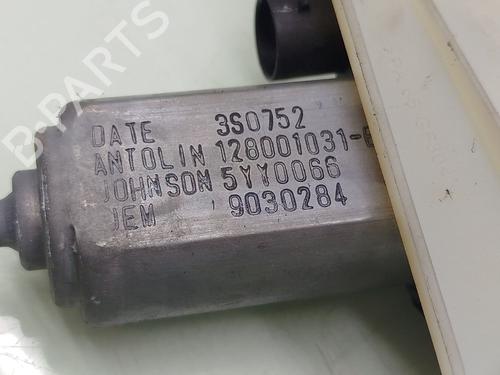 B-PARTS
DATE 3S0752
ANTOLIN 128001031-E
JOHNSON 5YY0066
JEM 9030284